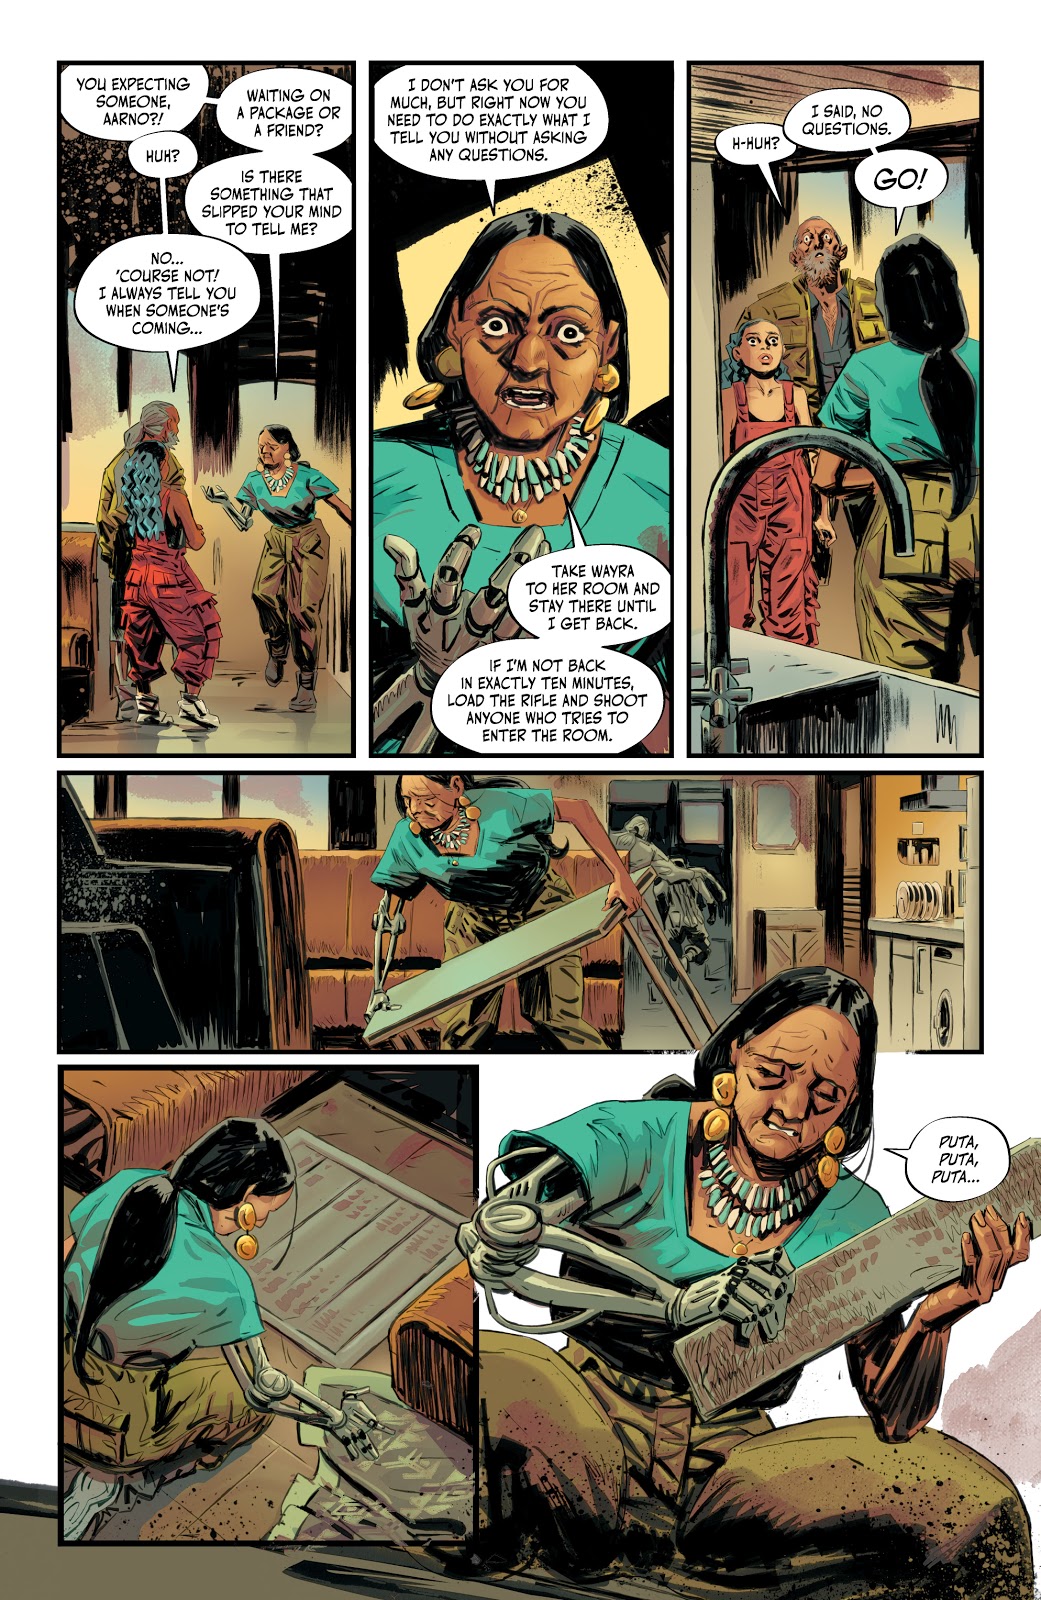 YOU EXPECTING
SOMEONE,
AARNO?!
WAITING ON
A PACKAGE OR
A FRIEND?
HUH?
IS THERE
SOMETHING THAT
SLIPPED YOUR MIND
TO TELL ME?
NO...
'COURSE NOT!
I ALWAYS TELL YOU
WHEN SOMEONE'S
COMING...
I DON'T ASK YOU FOR
MUCH, BUT RIGHT NOW YOU
NEED TO DO EXACTLY WHAT I
TELL YOU WITHOUT ASKING
ANY QUESTIONS.
TAKE WAYRA
TO HER ROOM AND
STAY THERE UNTIL
I GET BACK.
IF I'M NOT BACK
IN EXACTLY TEN MINUTES,
LOAD THE RIFLE AND SHOOT
ANYONE WHO TRIES TO
ENTER THE ROOM.
H-HUH?
I SAID, NO
QUESTIONS.
GO!
PUTA,
PUTA,
PUTA...